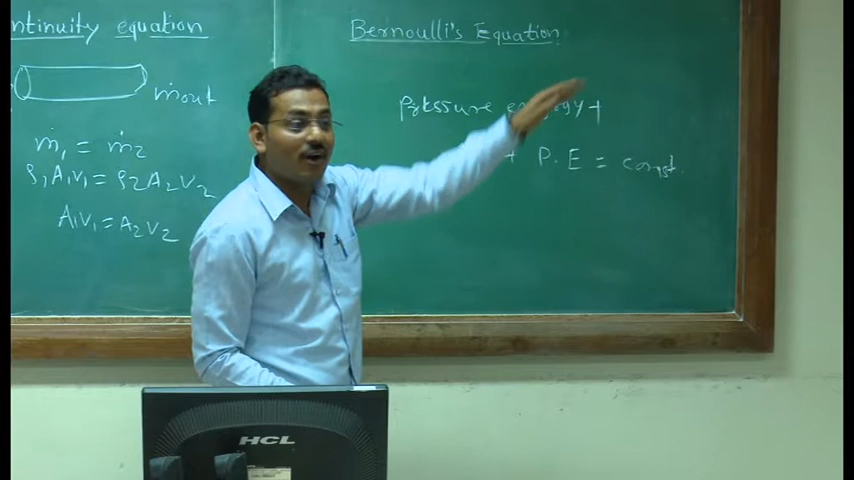 ntinuity equation
ṁout
ṁ₁ = ṁ₂
ρ₁A₁V₁ = ρ₂A₂V₂
A₁V₁ = A₂V₂
Bernoulli's Equation
Pressure energy +
+ P.E = const.
HCL